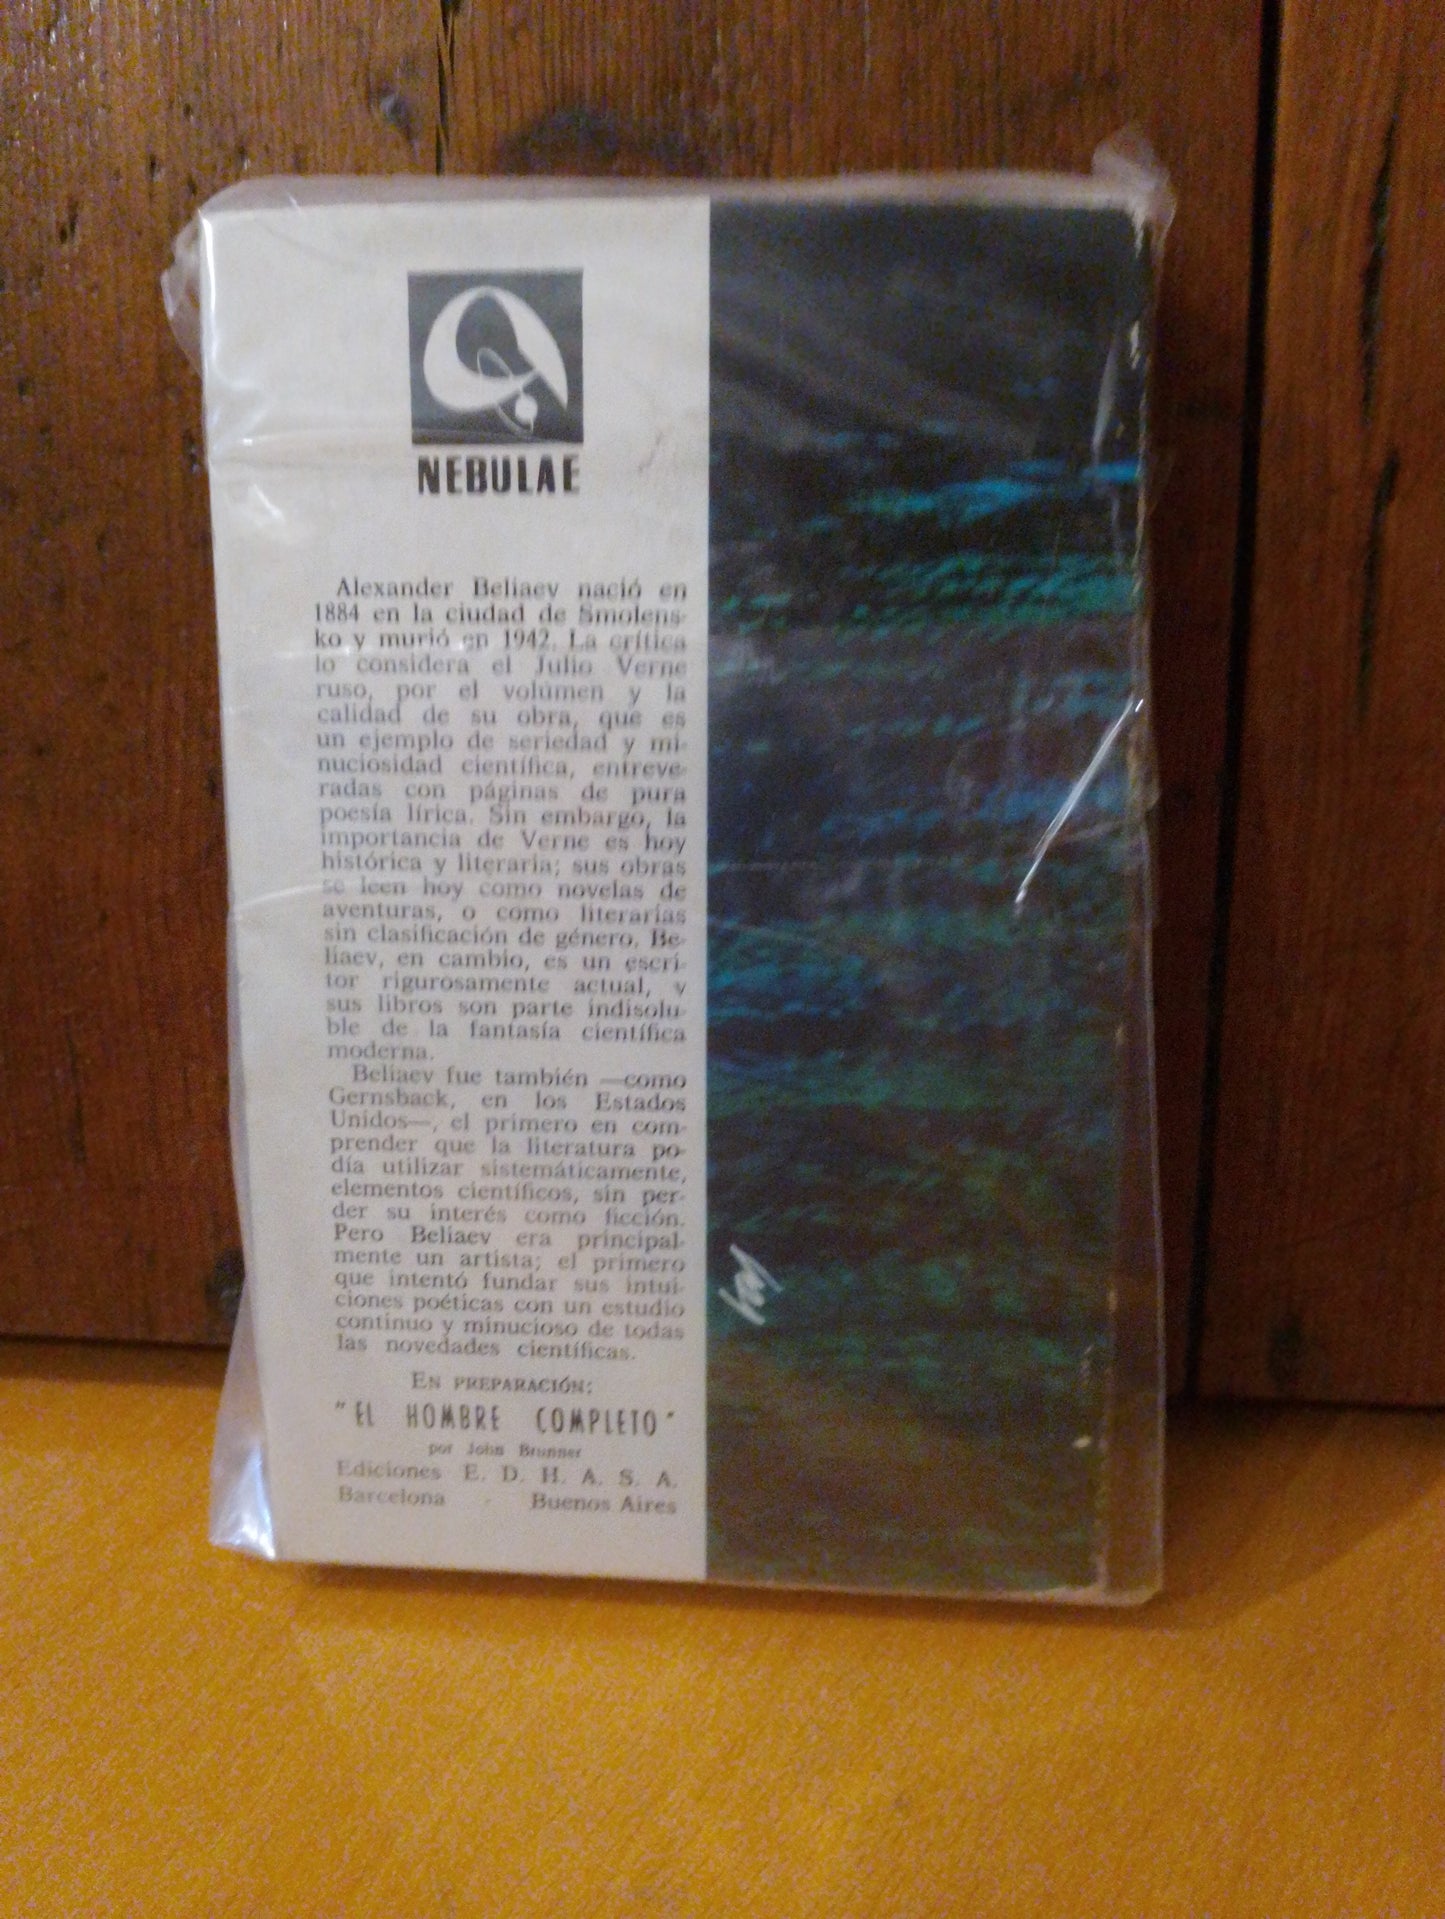 NEBULAE
Alexander Beliaev nació en
1884 en la ciudad de Smolens-
ko y murió en 1942. La crítica
lo considera el Julio Verne
ruso, por el volúmen y la
calidad de su obra, que es
un ejemplo de seriedad y mi-
nuciosidad científica, entreve-
radas con páginas de pura
poesía lírica. Sin embargo, la
importancia de Verne es hoy
histórica y literaria; sus obras
se leen hoy como novelas de
aventuras, o como literarias
sin clasificación de género. Be-
liaev, en cambio, es un escri-
tor rigurosamente actual, y
sus libros son parte indisolu-
ble de la fantasía científica
moderna.
Beliaev fue también —como
Gernsback, en los Estados
Unidos—, el primero en com-
prender que la literatura po-
día utilizar sistemáticamente,
elementos científicos, sin per-
der su interés como ficción.
Pero Beliaev era principal-
mente un artista; el primero
que intentó fundar sus intui-
ciones poéticas con un estudio
continuo y minucioso de todas
las novedades científicas.
EN PREPARACIÓN:
"EL HOMBRE COMPLETO"
por John Brunner
Ediciones E. D. H. A. S. A.
Barcelona - Buenos Aires